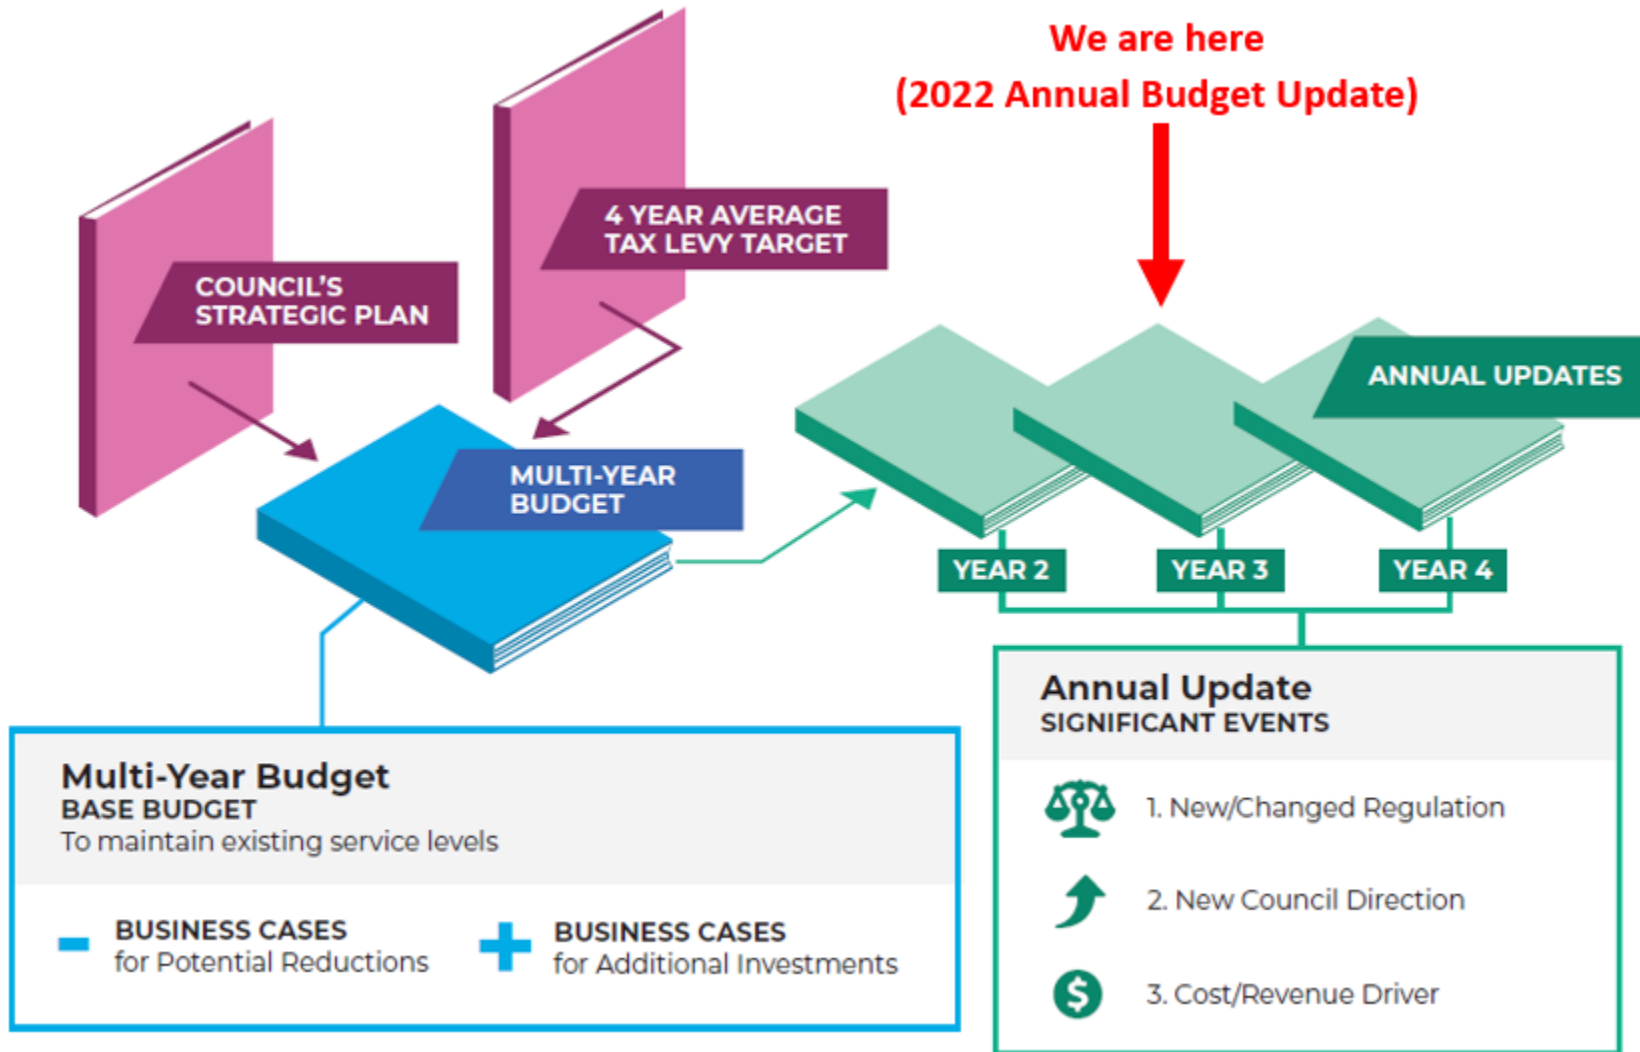 We are here
(2022 Annual Budget Update)
4 YEAR AVERAGE
TAX LEVY TARGET
COUNCIL'S
STRATEGIC PLAN
ANNUAL UPDATES
MULTI-YEAR
BUDGET
YEAR 2
YEAR 3
YEAR 4
Multi-Year Budget
BASE BUDGET
To maintain existing service levels
- BUSINESS CASES
for Potential Reductions
+ BUSINESS CASES
for Additional Investments
Annual Update
SIGNIFICANT EVENTS
1. New/Changed Regulation
2. New Council Direction
$ 3. Cost/Revenue Driver